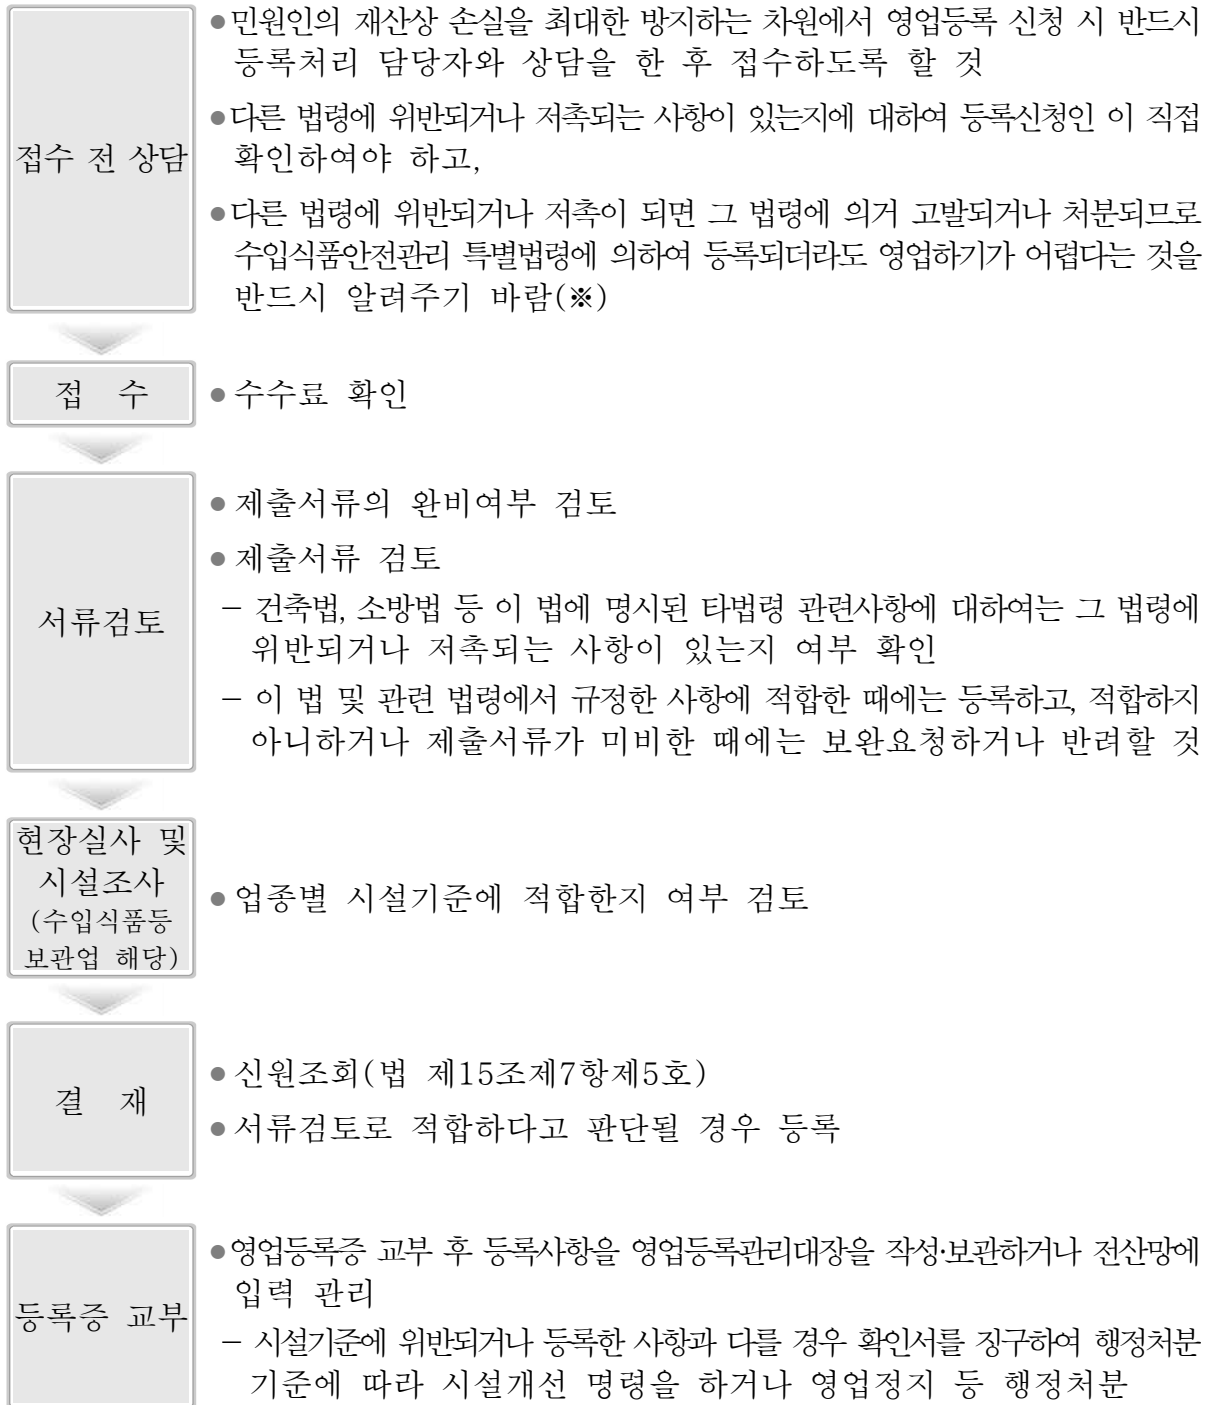 접수 전 상담
●민원인의 재산상 손실을 최대한 방지하는 차원에서 영업등록 신청 시 반드시
등록처리 담당자와 상담을 한 후 접수하도록 할 것
●다른 법령에 위반되거나 저촉되는 사항이 있는지에 대하여 등록신청인 이 직접
확인하여야 하고,
●다른 법령에 위반되거나 저촉이 되면 그 법령에 의거 고발되거나 처분되므로
수입식품안전관리 특별법령에 의하여 등록되더라도 영업하기가 어렵다는 것을
반드시 알려주기 바람(※)
접 수
●수수료 확인
서류검토
●제출서류의 완비여부 검토
●제출서류 검토
− 건축법, 소방법 등 이 법에 명시된 타법령 관련사항에 대하여는 그 법령에
위반되거나 저촉되는 사항이 있는지 여부 확인
− 이 법 및 관련 법령에서 규정한 사항에 적합한 때에는 등록하고, 적합하지
아니하거나 제출서류가 미비한 때에는 보완요청하거나 반려할 것
현장실사 및
시설조사
(수입식품등
보관업 해당)
●업종별 시설기준에 적합한지 여부 검토
결 재
●신원조회(법 제15조제7항제5호)
●서류검토로 적합하다고 판단될 경우 등록
등록증 교부
●영업등록증 교부 후 등록사항을 영업등록관리대장을 작성·보관하거나 전산망에
입력 관리
− 시설기준에 위반되거나 등록한 사항과 다를 경우 확인서를 징구하여 행정처분
기준에 따라 시설개선 명령을 하거나 영업정지 등 행정처분